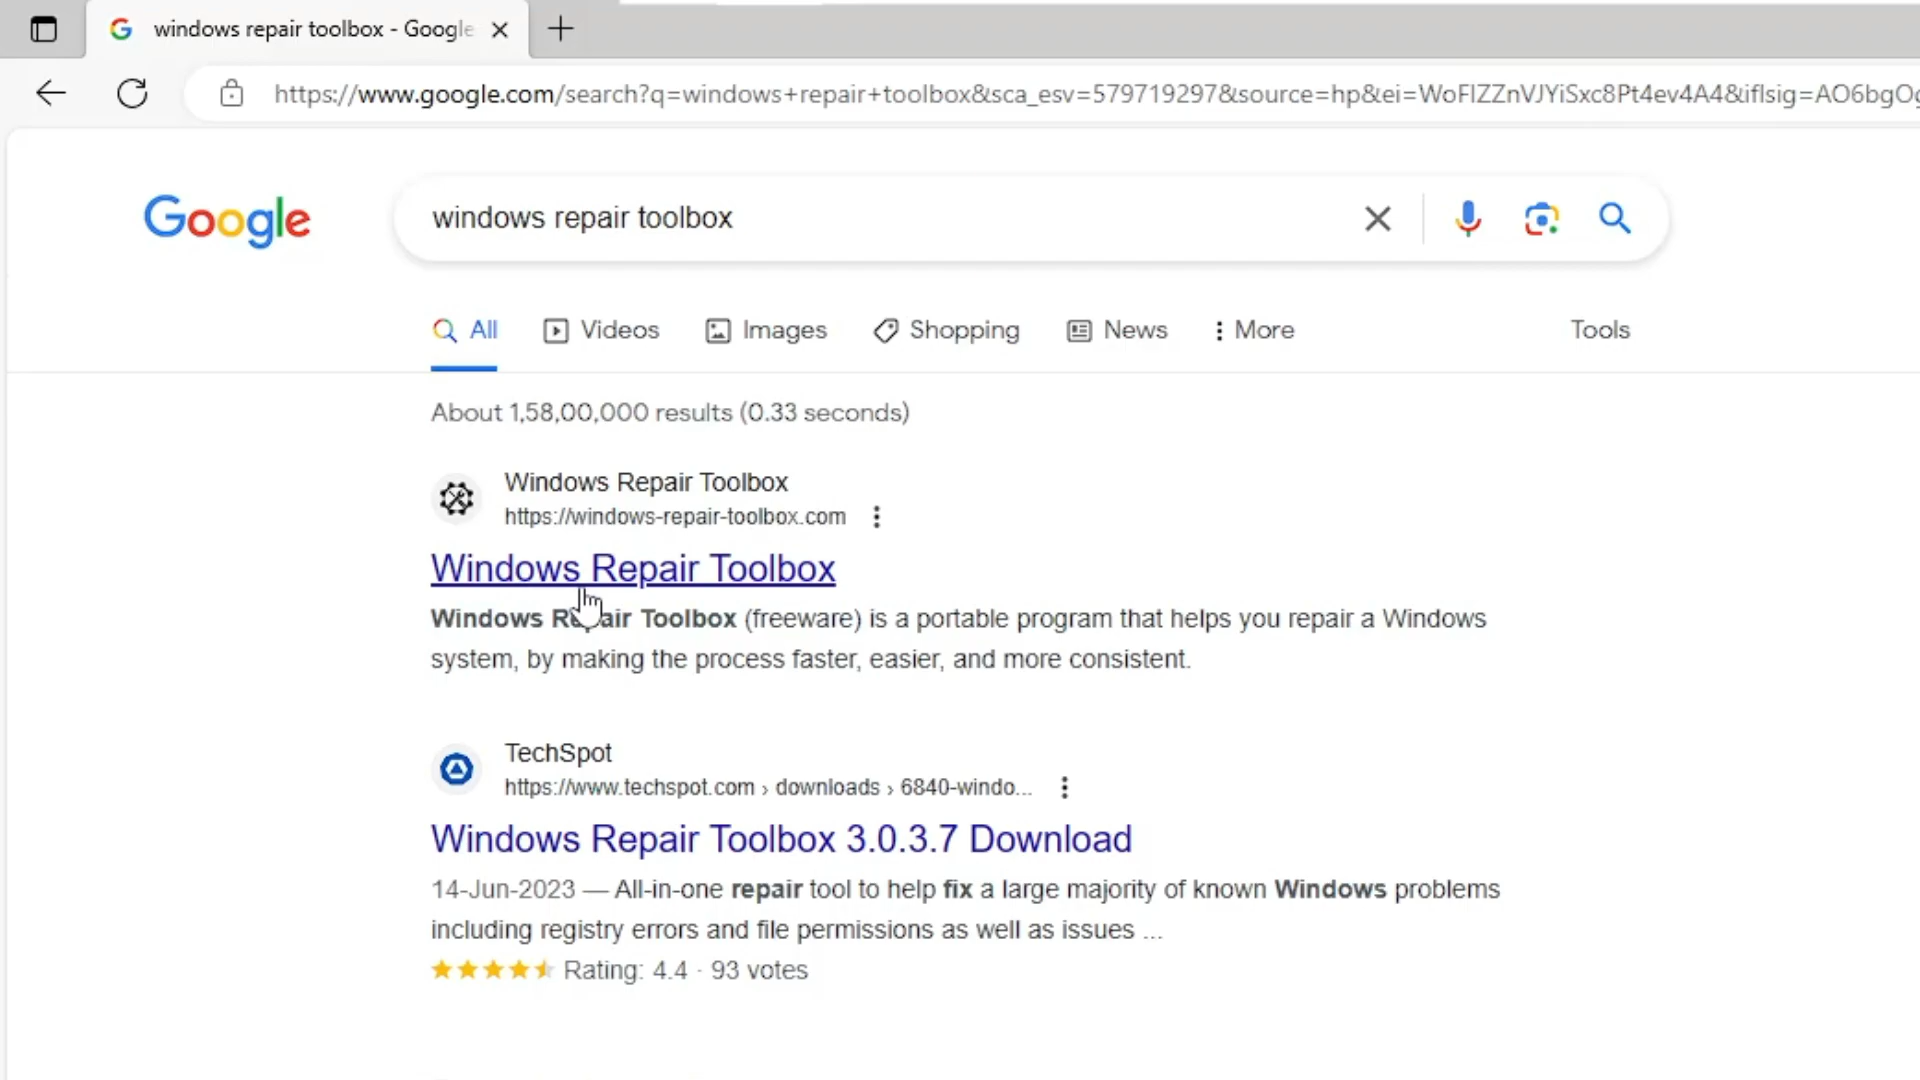 windows repair toolbox - Google
https://www.google.com/search?q=windows+repair+toolbox&sca_esv=579719297&source=hp&ei=WoFIZZnVJYiSxc8Pt4ev4A4&iflsig=AO6bgOg
Google
windows repair toolbox
All Videos Images Shopping News More Tools
About 1,58,00,000 results (0.33 seconds)
Windows Repair Toolbox
https://windows-repair-toolbox.com
Windows Repair Toolbox
Windows Repair Toolbox (freeware) is a portable program that helps you repair a Windows
system, by making the process faster, easier, and more consistent.
TechSpot
https://www.techspot.com › downloads › 6840-windo...
Windows Repair Toolbox 3.0.3.7 Download
14-Jun-2023 — All-in-one repair tool to help fix a large majority of known Windows problems
including registry errors and file permissions as well as issues ...
Rating: 4.4 · 93 votes